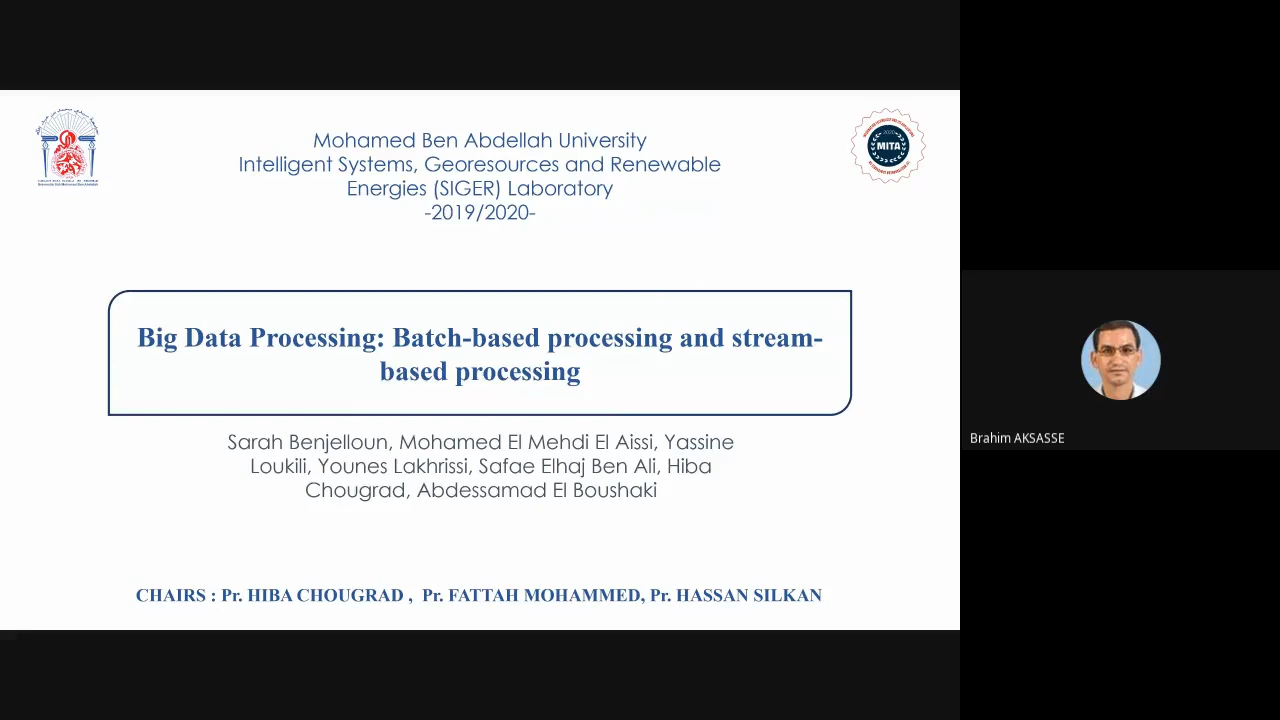 Mohamed Ben Abdellah University
Intelligent Systems, Georesources and Renewable
Energies (SIGER) Laboratory
-2019/2020-
2020
MITA
Big Data Processing: Batch-based processing and stream-
based processing
Sarah Benjelloun, Mohamed El Mehdi El Aissi, Yassine
Loukili, Younes Lakhrissi, Safae Elhaj Ben Ali, Hiba
Chougrad, Abdessamad El Boushaki
CHAIRS : Pr. HIBA CHOUGRAD , Pr. FATTAH MOHAMMED, Pr. HASSAN SILKAN
Brahim AKSASSE